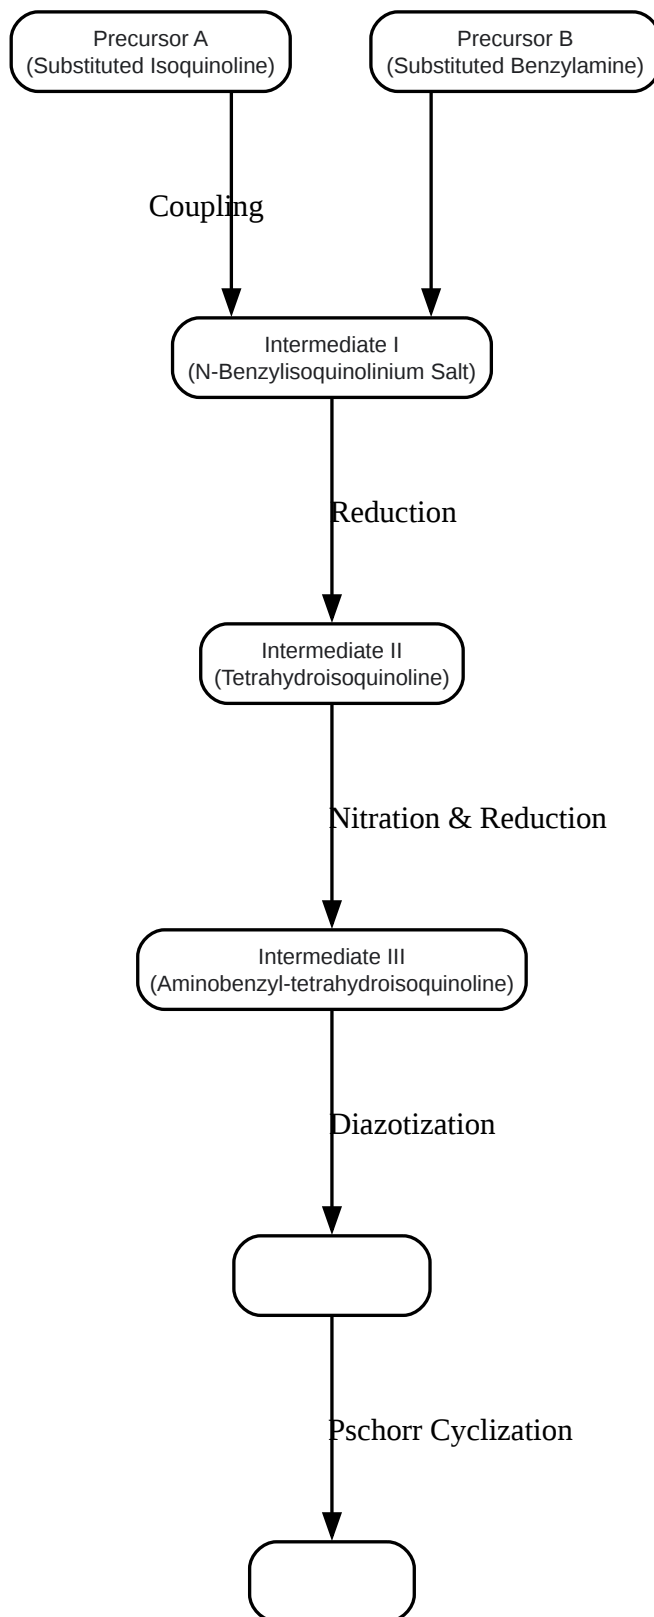 Precursor A
(Substituted Isoquinoline)
Precursor B
(Substituted Benzylamine)
Coupling
Intermediate I
(N-Benzylisoquinolinium Salt)
Reduction
Intermediate II
(Tetrahydroisoquinoline)
Nitration & Reduction
Intermediate III
(Aminobenzyl-tetrahydroisoquinoline)
Diazotization
Pschorr Cyclization